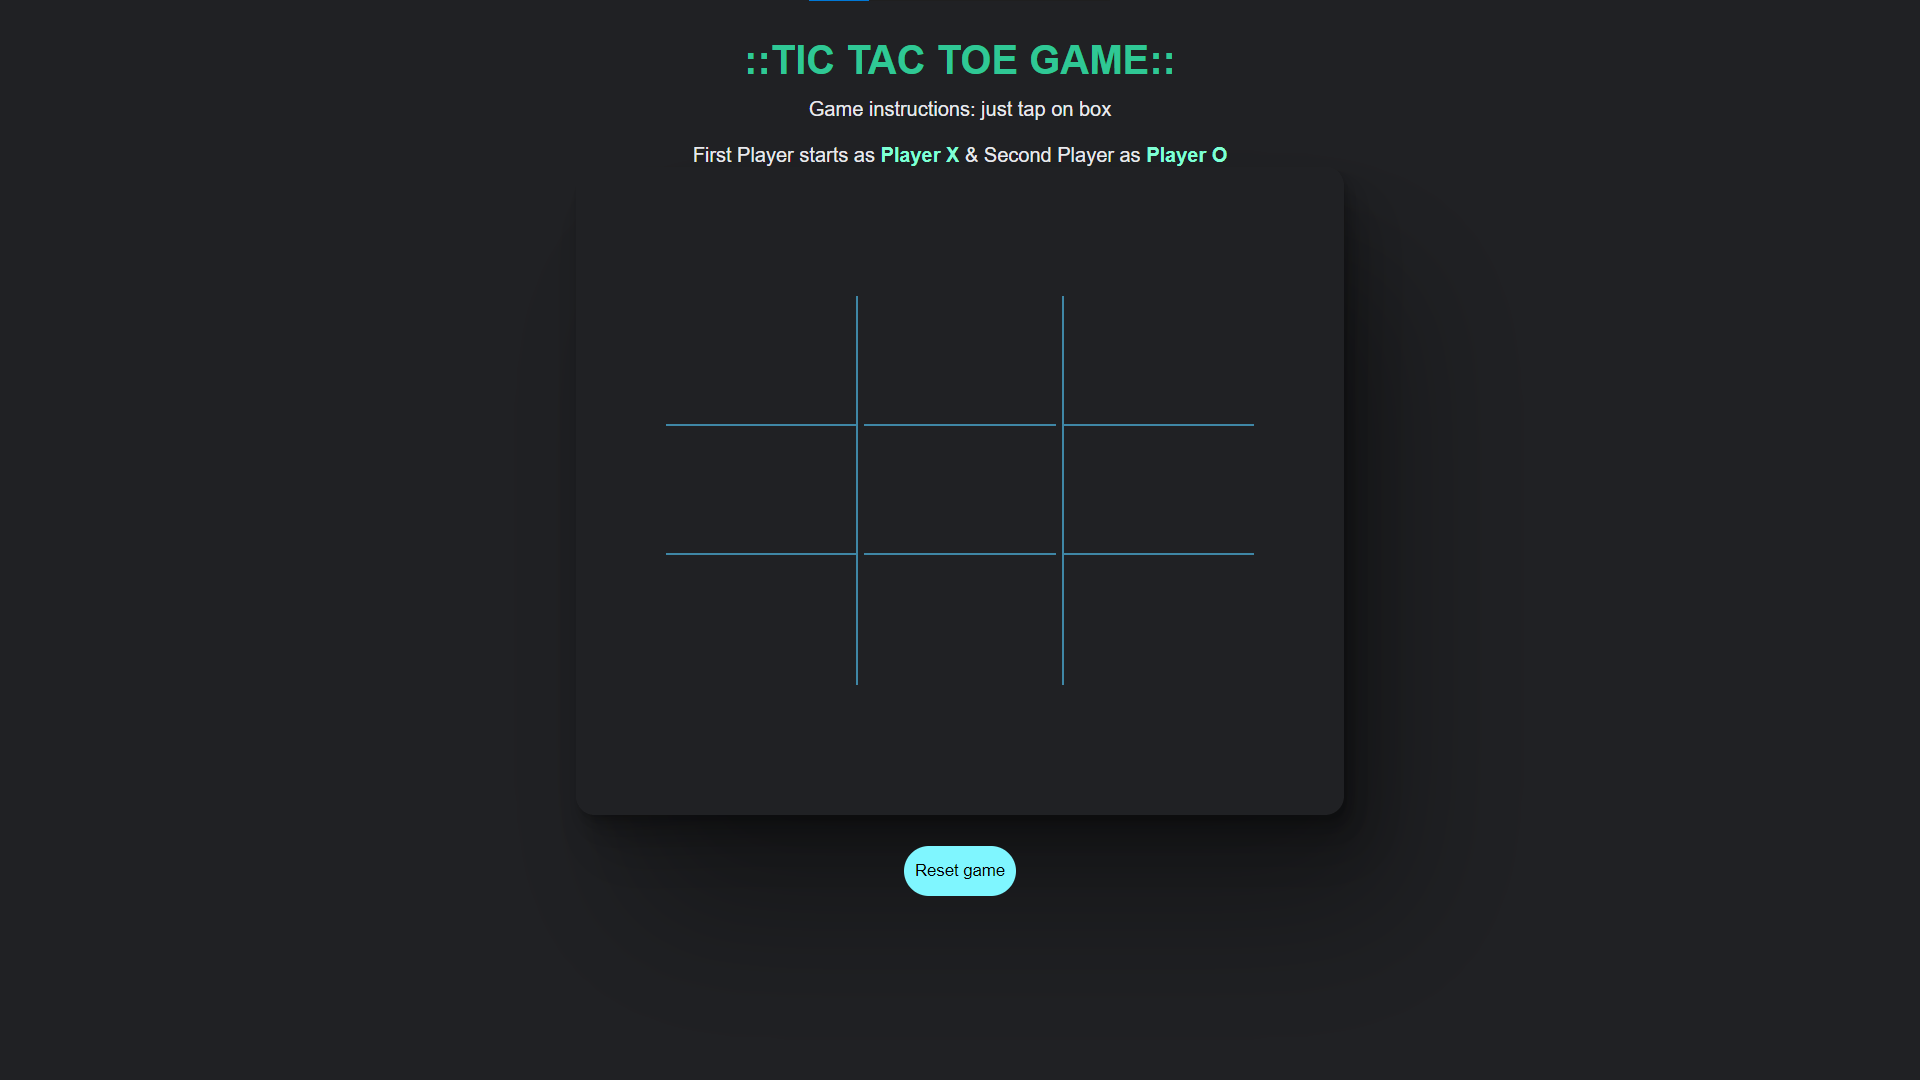 ::TIC TAC TOE GAME::
Game instructions: just tap on box
First Player starts as Player X & Second Player as Player O
Reset game